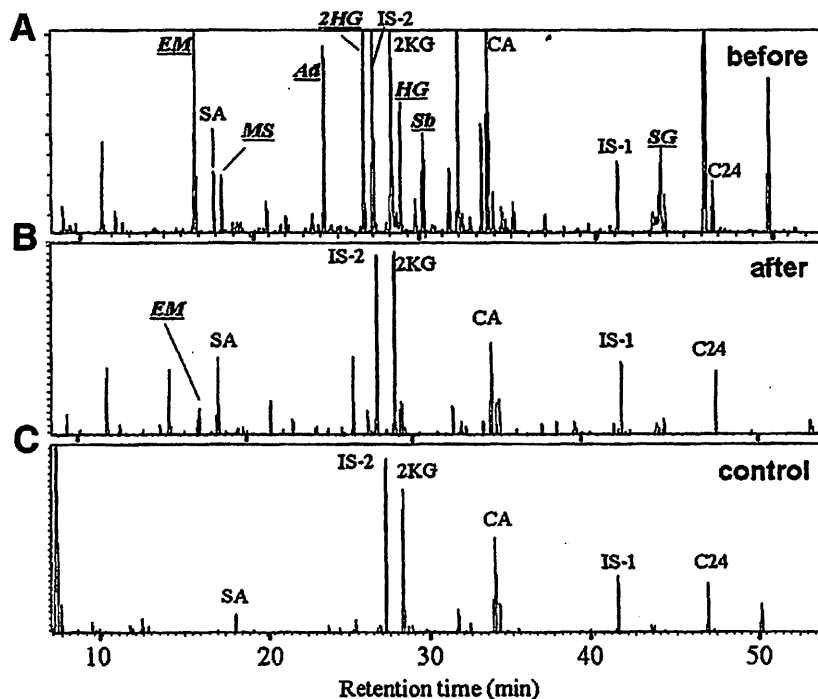 A
before
EM
SA
MS
Ad
2HG
IS-2
2KG
HG
Sb
CA
IS-1
SG
C24
B
after
EM
SA
IS-2
2KG
CA
IS-1
C24
C
control
SA
IS-2
2KG
CA
IS-1
C24
10 20 30 40 50
Retention time (min)